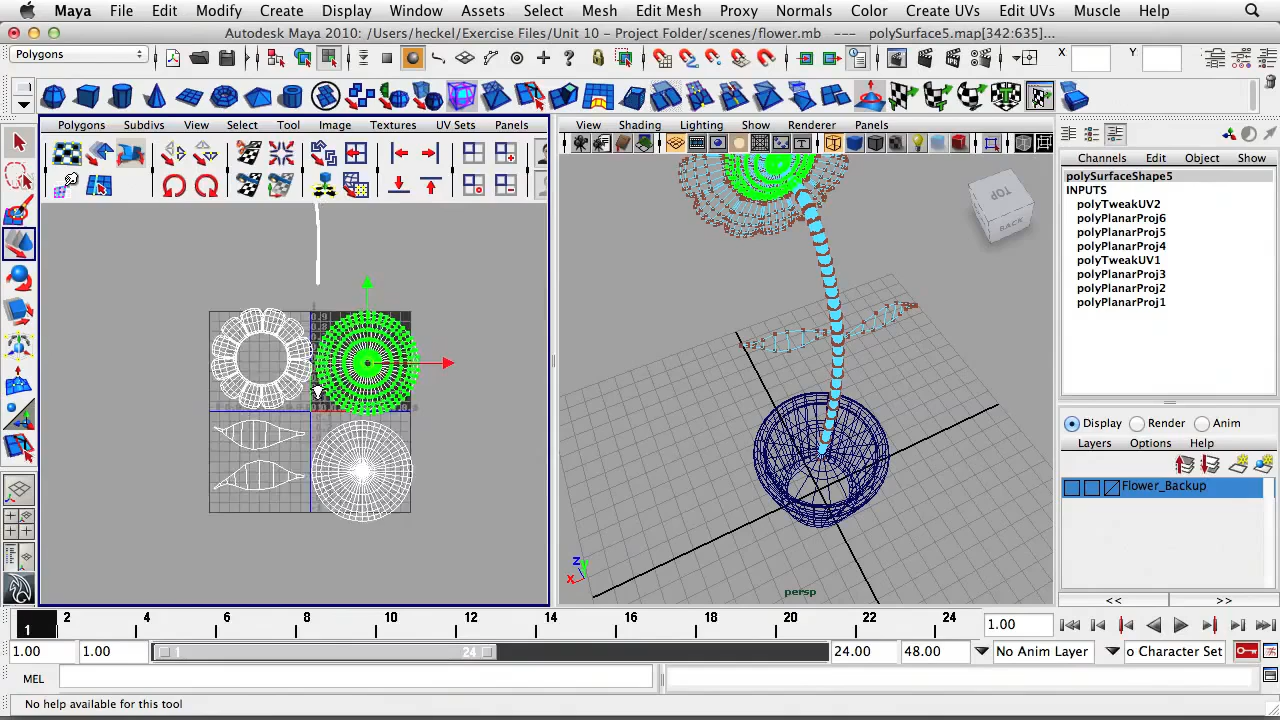 Maya File Edit Modify Create Display Window Assets Select Mesh Edit Mesh Proxy Normals Color Create UVs Edit UVs Muscle Help
Autodesk Maya 2010: /Users/heckel/Exercise Files/Unit 10 - Project Folder/scenes/flower.mb --- polySurface5.map[342:635]...
Polygons
X Y
Polygons Subdivs View Select Tool Image Textures UV Sets Panels
View Shading Lighting Show Renderer Panels
Channels Edit Object Show
polySurfaceShape5
INPUTS
polyTweakUV2
polyPlanarProj6
polyPlanarProj5
polyPlanarProj4
polyTweakUV1
polyPlanarProj3
polyPlanarProj2
polyPlanarProj1
TOP
BACK
Display Render Anim
Layers Options Help
Flower_Backup
z
x
persp
<< >>
1 2 4 6 8 10 12 14 16 18 20 22 24
1.00
1.00 1.00 1 24 24.00 48.00 No Anim Layer o Character Set
MEL
No help available for this tool